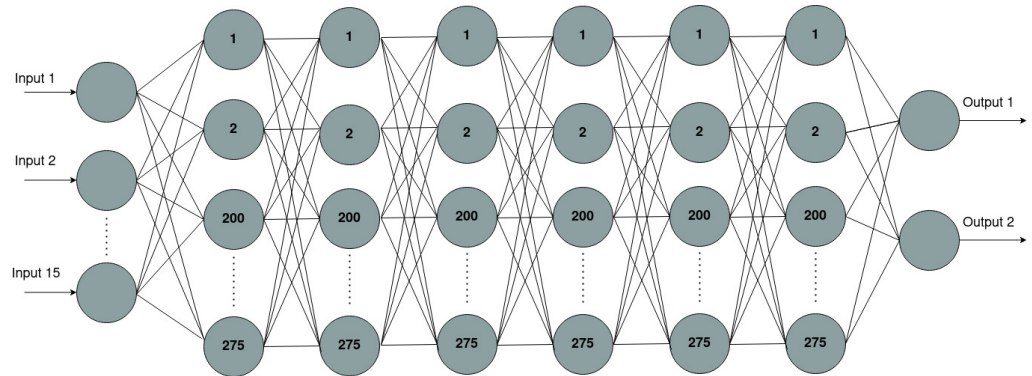 Input 1
Input 2
Input 15
1 1 1 1 1 1
2 2 2 2 2 2
200 200 200 200 200 200
275 275 275 275 275 275
Output 1
Output 2